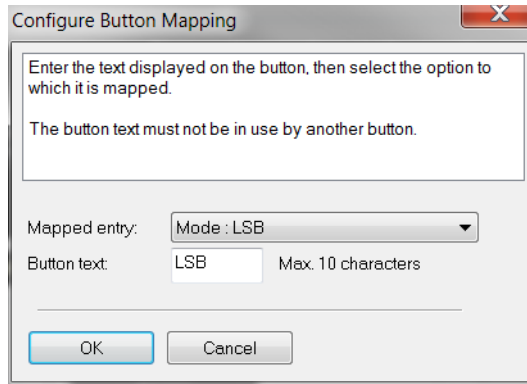 Configure Button Mapping
Enter the text displayed on the button, then select the option to
which it is mapped.
The button text must not be in use by another button.
Mapped entry: Mode : LSB
Button text: LSB Max. 10 characters
OK Cancel